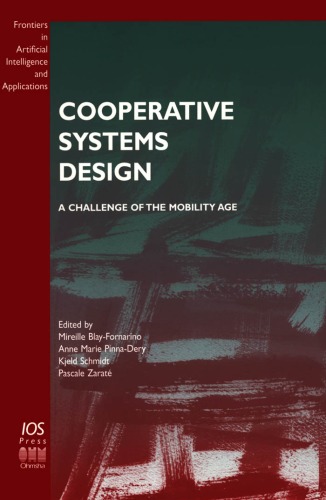 Frontiers
in
Artificial
Intelligence
and
Applications
COOPERATIVE
SYSTEMS
DESIGN
A CHALLENGE OF THE MOBILITY AGE
Edited by
Mireille Blay-Fornarino
Anne Marie Pinna-Dery
Kjeld Schmidt
Pascale Zaraté
IOS
Press
Ohmsha